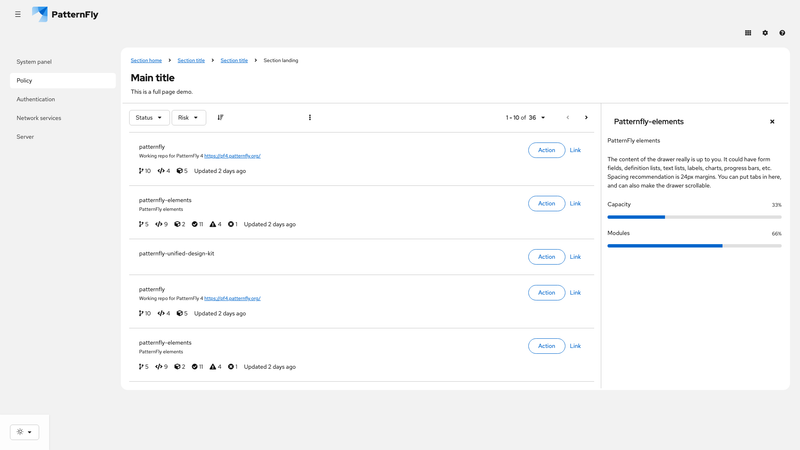 PatternFly
System panel
Policy
Authentication
Network services
Server
Section home Section title Section title Section landing
Main title
This is a full page demo.
Status Risk 1 - 10 of 36
patternfly
Working repo for PatternFly 4 https://pf4.patternfly.org/
10 4 5 Updated 2 days ago
Action Link
patternfly-elements
PatternFly elements
5 9 2 11 4 1 Updated 2 days ago
Action Link
patternfly-unified-design-kit
Action Link
patternfly
Working repo for PatternFly 4 https://pf4.patternfly.org/
10 4 5 Updated 2 days ago
Action Link
patternfly-elements
PatternFly elements
5 9 2 11 4 1 Updated 2 days ago
Action Link
Patternfly-elements
PatternFly elements
The content of the drawer really is up to you. It could have form
fields, definition lists, text lists, labels, charts, progress bars, etc.
Spacing recommendation is 24px margins. You can put tabs in here,
and can also make the drawer scrollable.
Capacity 33%
Modules 66%